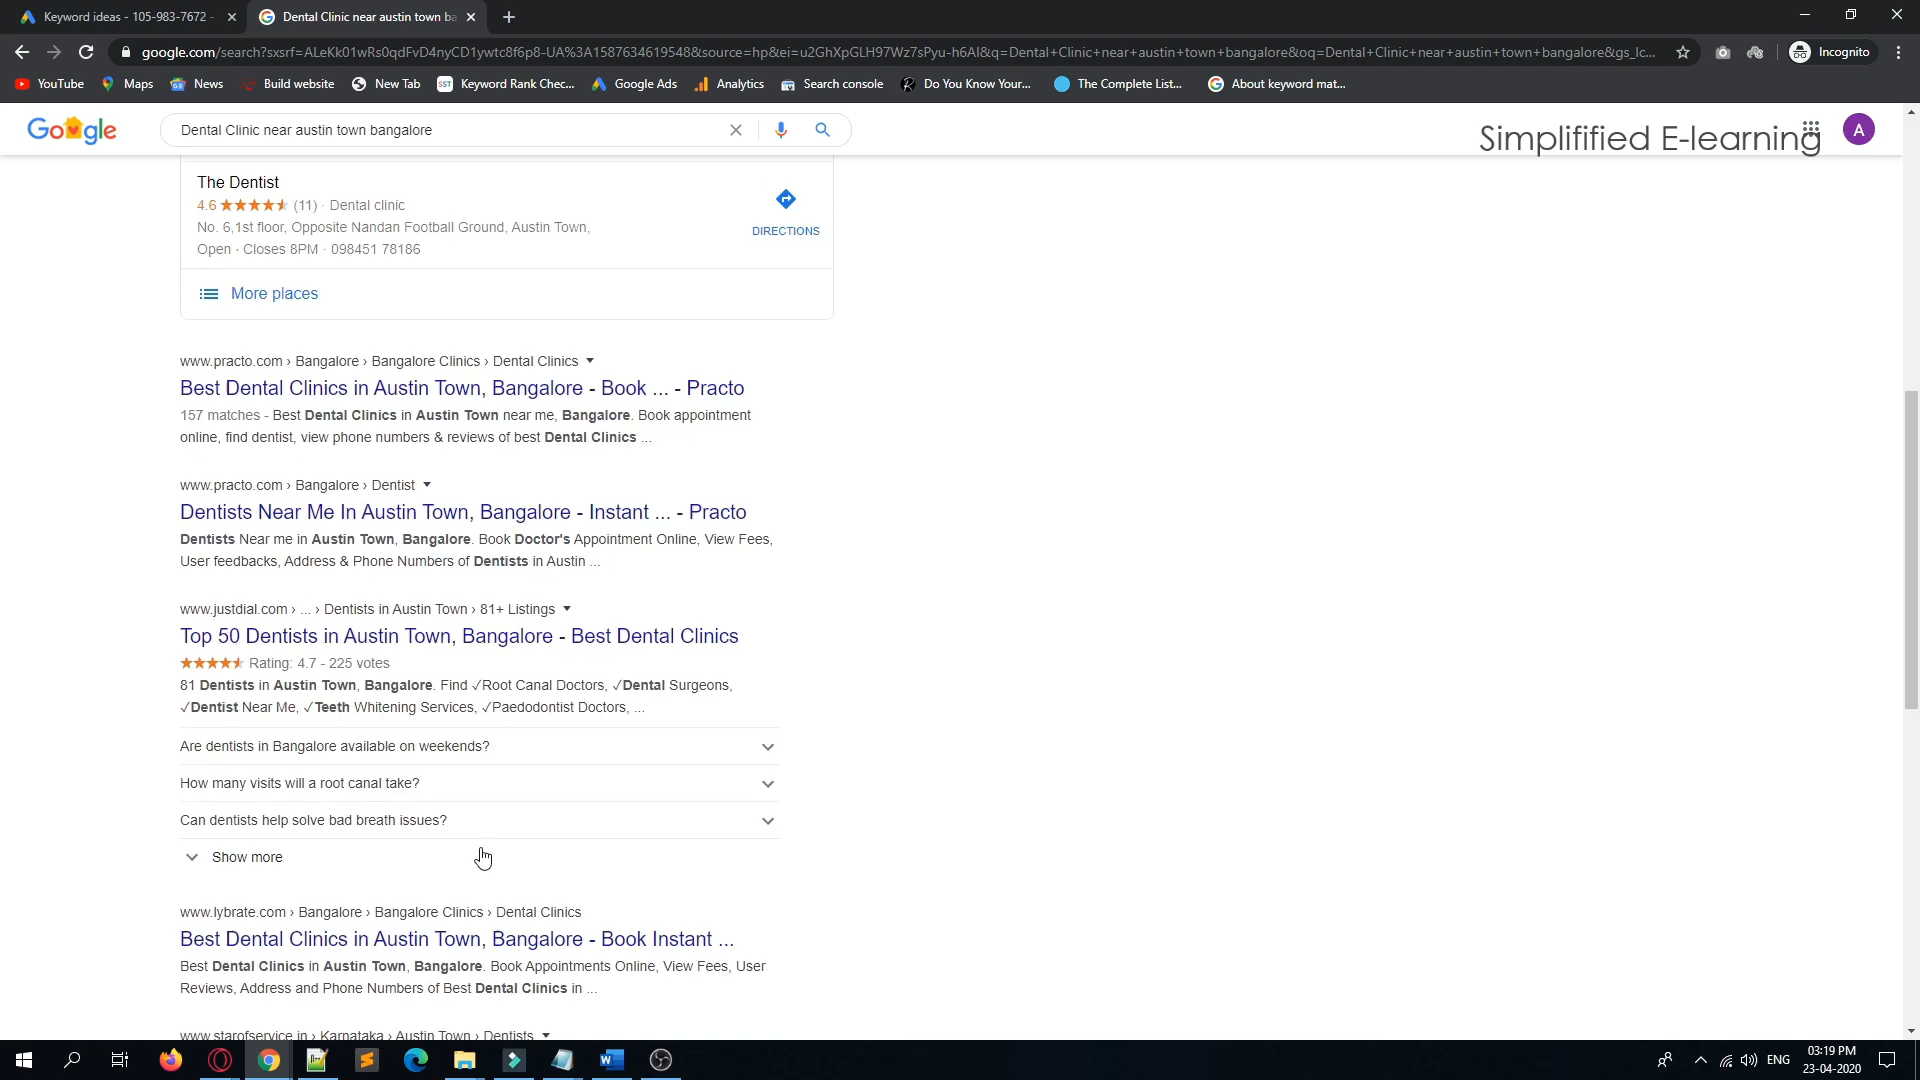 Keyword ideas - 105-983-7672 -
Dental Clinic near austin town ba
google.com/search?sxsrf=ALeKk01wRs0qdFvD4nyCD1ywtc8f6p8-UA%3A1587634619548&source=hp&ei=u2GhXpGLH97Wz7sPyu-h6AI&q=Dental+Clinic+near+austin+town+bangalore&oq=Dental+Clinic+near+austin+town+bangalore&gs_lc...
Incognito
YouTube Maps News Build website New Tab SST Keyword Rank Chec... Google Ads Analytics Search console Do You Know Your... The Complete List... About keyword mat...
Google
Dental Clinic near austin town bangalore
Simplifified E-learning
A
The Dentist
4.6 ★★★★★ (11) · Dental clinic
No. 6,1st floor, Opposite Nandan Football Ground, Austin Town,
Open · Closes 8PM · 098451 78186
DIRECTIONS
More places
www.practo.com › Bangalore › Bangalore Clinics › Dental Clinics
Best Dental Clinics in Austin Town, Bangalore - Book ... - Practo
157 matches - Best Dental Clinics in Austin Town near me, Bangalore. Book appointment
online, find dentist, view phone numbers & reviews of best Dental Clinics ...
www.practo.com › Bangalore › Dentist
Dentists Near Me In Austin Town, Bangalore - Instant ... - Practo
Dentists Near me in Austin Town, Bangalore. Book Doctor's Appointment Online, View Fees,
User feedbacks, Address & Phone Numbers of Dentists in Austin ...
www.justdial.com › ... › Dentists in Austin Town › 81+ Listings
Top 50 Dentists in Austin Town, Bangalore - Best Dental Clinics
★★★★★ Rating: 4.7 - 225 votes
81 Dentists in Austin Town, Bangalore. Find ✓Root Canal Doctors, ✓Dental Surgeons,
✓Dentist Near Me, ✓Teeth Whitening Services, ✓Paedodontist Doctors, ...
Are dentists in Bangalore available on weekends?
How many visits will a root canal take?
Can dentists help solve bad breath issues?
Show more
www.lybrate.com › Bangalore › Bangalore Clinics › Dental Clinics
Best Dental Clinics in Austin Town, Bangalore - Book Instant ...
Best Dental Clinics in Austin Town, Bangalore. Book Appointments Online, View Fees, User
Reviews, Address and Phone Numbers of Best Dental Clinics in ...
www.starofservice.in › Karnataka › Austin Town › Dentists
ENG
03:19 PM
23-04-2020